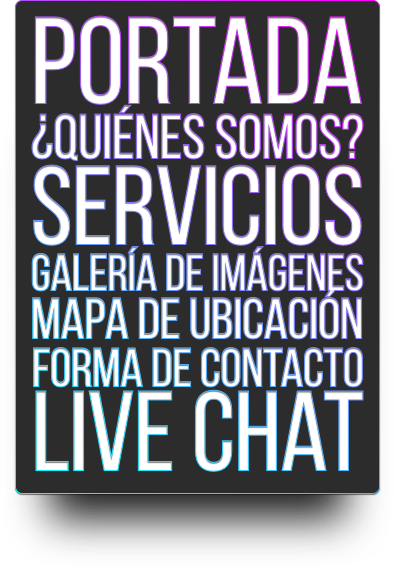 PORTADA
¿QUIÉNES SOMOS?
SERVICIOS
GALERÍA DE IMÁGENES
MAPA DE UBICACIÓN
FORMA DE CONTACTO
LIVE CHAT